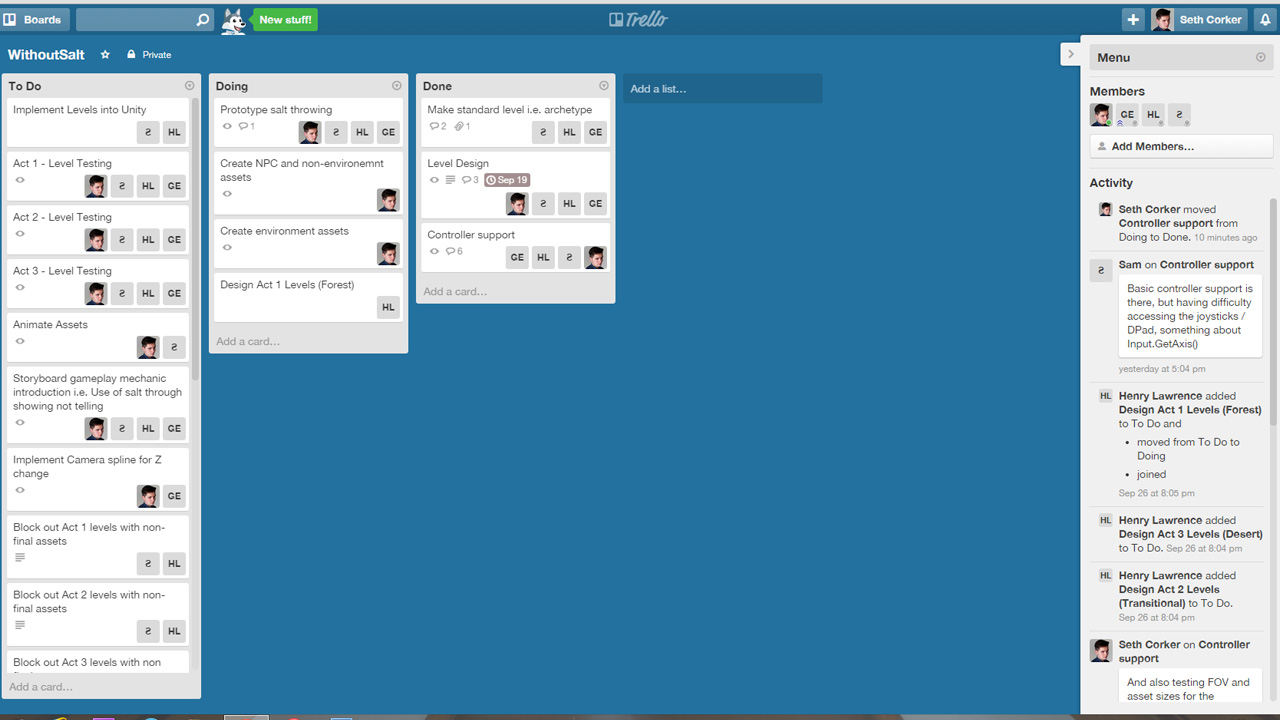 Boards
New stuff!
Trello
Seth Corker
WithoutSalt
Private
To Do
Implement Levels into Unity
S HL
Act 1 - Level Testing
S HL GE
Act 2 - Level Testing
S HL GE
Act 3 - Level Testing
S HL GE
Animate Assets
S
Storyboard gameplay mechanic
introduction i.e. Use of salt through
showing not telling
S HL GE
Implement Camera spline for Z
change
GE
Block out Act 1 levels with non-
final assets
S HL
Block out Act 2 levels with non-
final assets
S HL
Block out Act 3 levels with non
Add a card…
Doing
Prototype salt throwing
1
S HL GE
Create NPC and non-environemnt
assets
Create environment assets
Design Act 1 Levels (Forest)
HL
Add a card…
Done
Make standard level i.e. archetype
2 1
S HL GE
Level Design
3 Sep 19
S HL GE
Controller support
6
GE HL S
Add a card…
Add a list…
Menu
Members
GE HL S
Add Members…
Activity
Seth Corker moved
Controller support from
Doing to Done. 10 minutes ago
S
Sam on Controller support
Basic controller support is
there, but having difficulty
accessing the joysticks /
DPad, something about
Input.GetAxis()
yesterday at 5:04 pm
HL
Henry Lawrence added
Design Act 1 Levels (Forest)
to To Do and
• moved from To Do to
Doing
• joined
Sep 26 at 8:05 pm
HL
Henry Lawrence added
Design Act 3 Levels (Desert)
to To Do. Sep 26 at 8:04 pm
HL
Henry Lawrence added
Design Act 2 Levels
(Transitional) to To Do.
Sep 26 at 8:04 pm
Seth Corker on Controller
support
And also testing FOV and
asset sizes for the